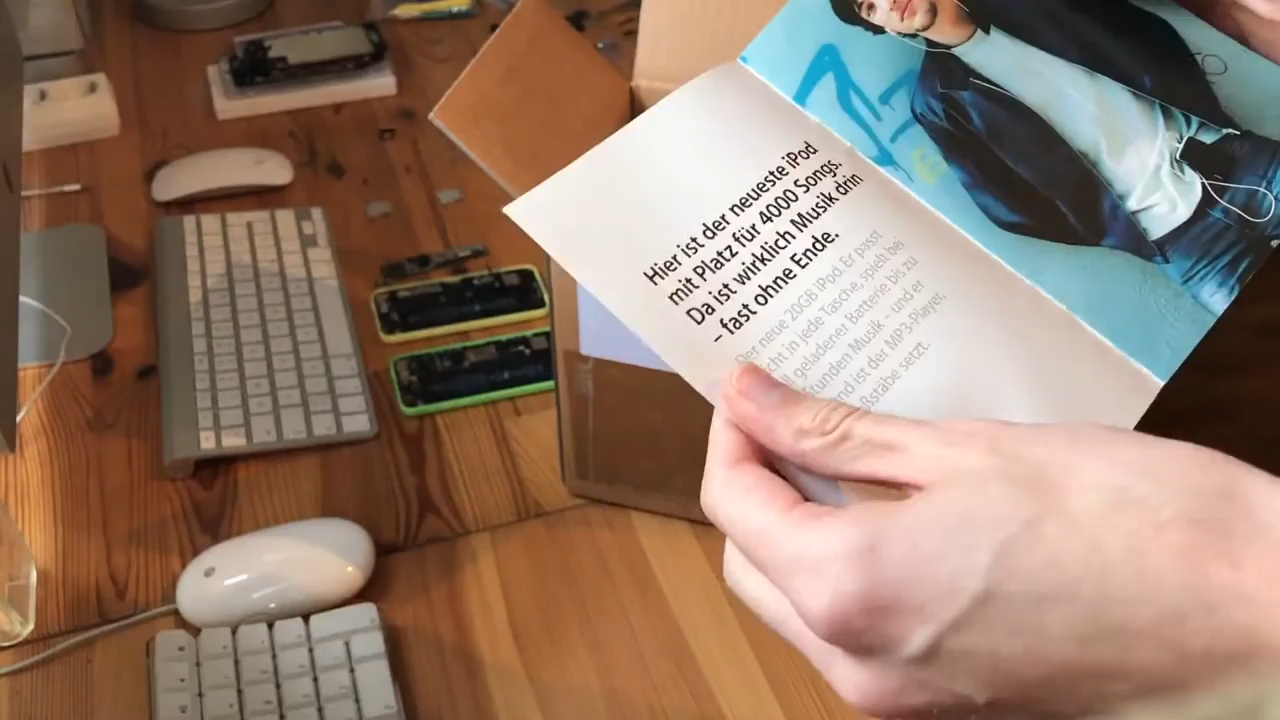 Hier ist der neueste iPod
mit Platz für 4000 Songs.
Da ist wirklich Musik drin
– fast ohne Ende.
Der neue 20GB iPod. Er passt
in jede Tasche, spielt bei
geladener Batterie bis zu
Stunden Musik – und er
ist der MP3-Player,
setzt.